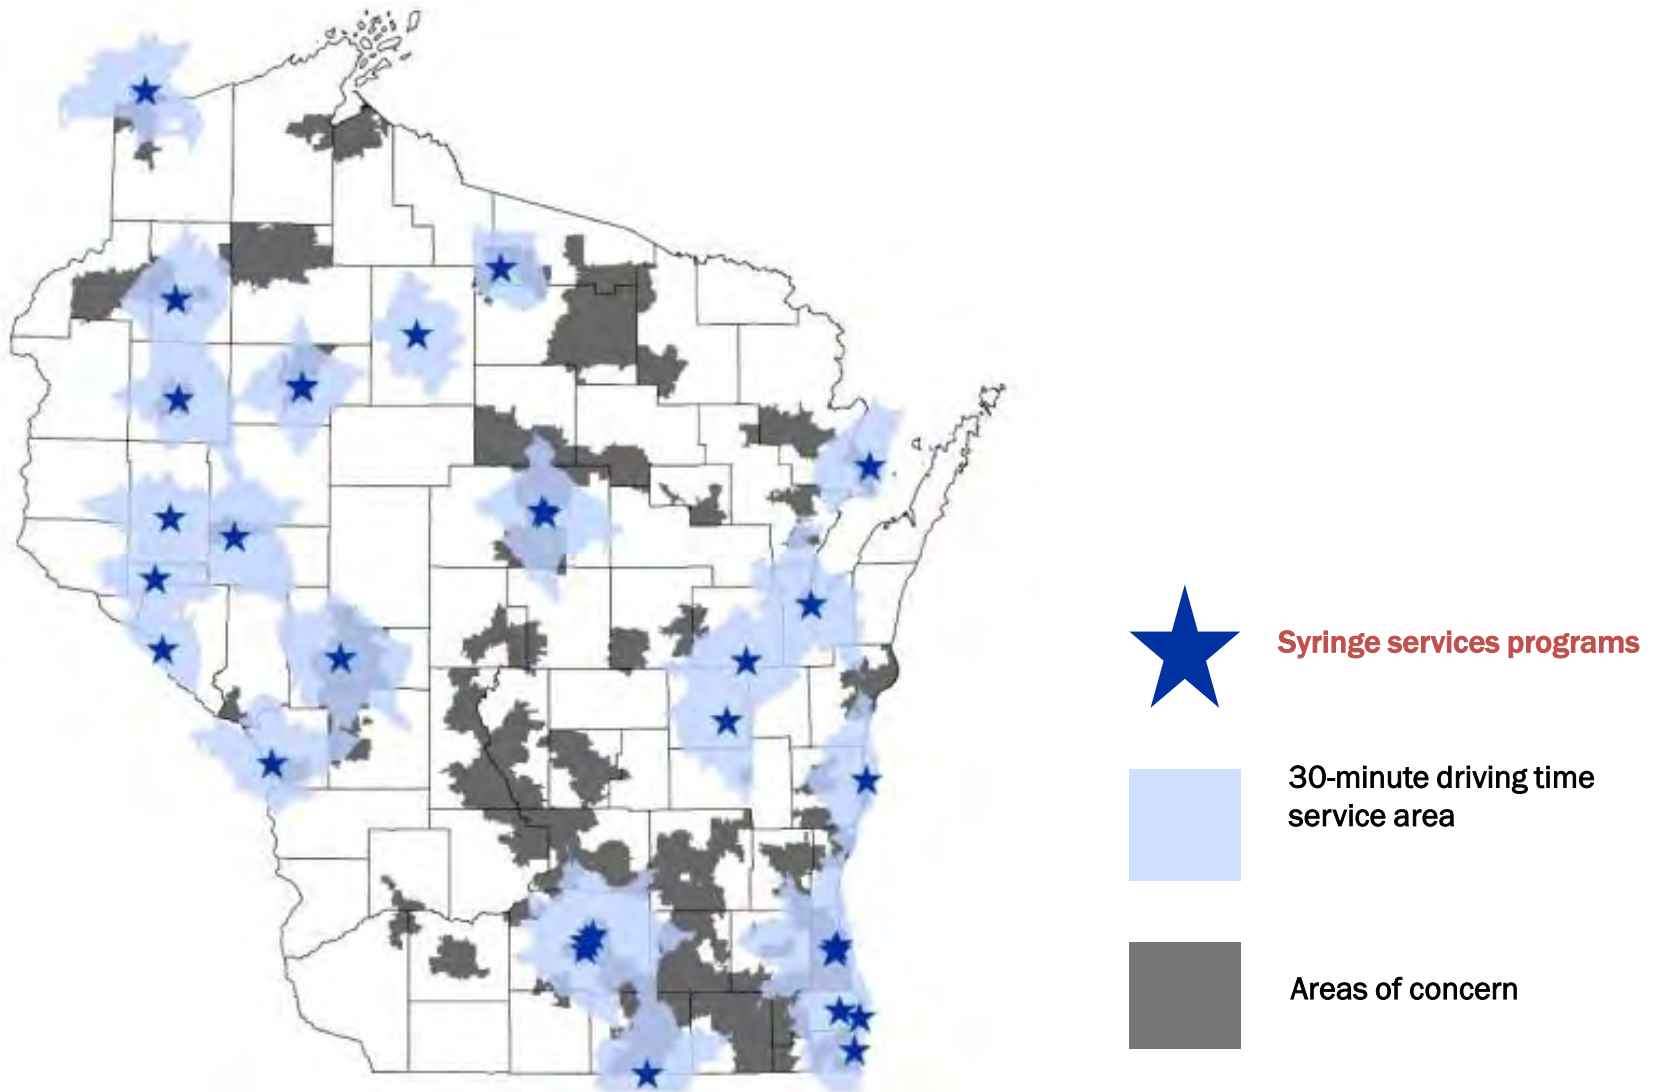 Syringe services programs
30-minute driving time
service area
Areas of concern